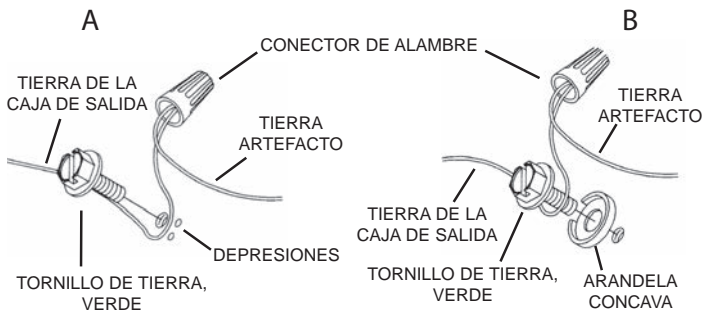 A
B
CONECTOR DE ALAMBRE
TIERRA DE LA
CAJA DE SALIDA
TIERRA
ARTEFACTO
DEPRESIONES
TORNILLO DE TIERRA,
VERDE
TIERRA
ARTEFACTO
TIERRA DE LA
CAJA DE SALIDA
TORNILLO DE TIERRA,
VERDE
ARANDELA
CONCAVA